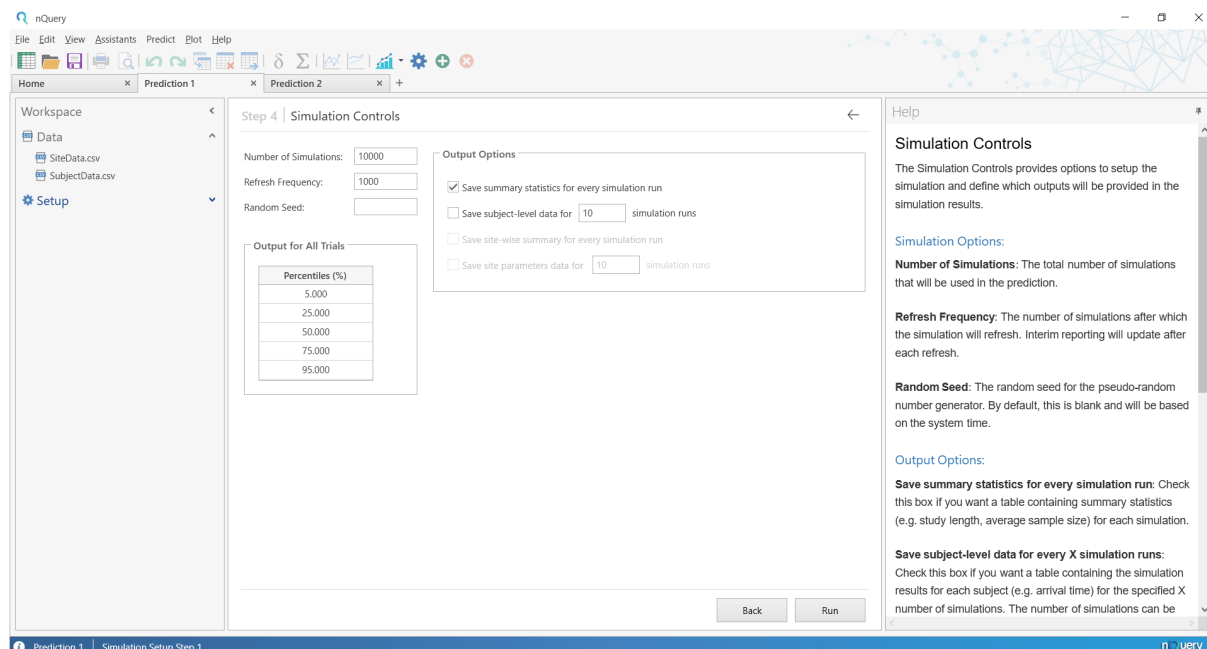 nQuery
File Edit View Assistants Predict Plot Help
Home × Prediction 1 × Prediction 2 × +
Workspace
Data
SiteData.csv
SubjectData.csv
Setup
Step 4 | Simulation Controls
Number of Simulations: 10000
Refresh Frequency: 1000
Random Seed:
Output for All Trials
Percentiles (%)
5.000
25.000
50.000
75.000
95.000
Output Options
Save summary statistics for every simulation run
Save subject-level data for 10 simulation runs
Save site-wise summary for every simulation run
Save site parameters data for 10 simulation runs
Back Run
Help
Simulation Controls
The Simulation Controls provides options to setup the
simulation and define which outputs will be provided in the
simulation results.
Simulation Options:
Number of Simulations: The total number of simulations
that will be used in the prediction.
Refresh Frequency: The number of simulations after which
the simulation will refresh. Interim reporting will update after
each refresh.
Random Seed: The random seed for the pseudo-random
number generator. By default, this is blank and will be based
on the system time.
Output Options:
Save summary statistics for every simulation run: Check
this box if you want a table containing summary statistics
(e.g. study length, average sample size) for each simulation.
Save subject-level data for every X simulation runs:
Check this box if you want a table containing the simulation
results for each subject (e.g. arrival time) for the specified X
number of simulations. The number of simulations can be
Prediction 1 | Simulation Setup Step 1
nQuery